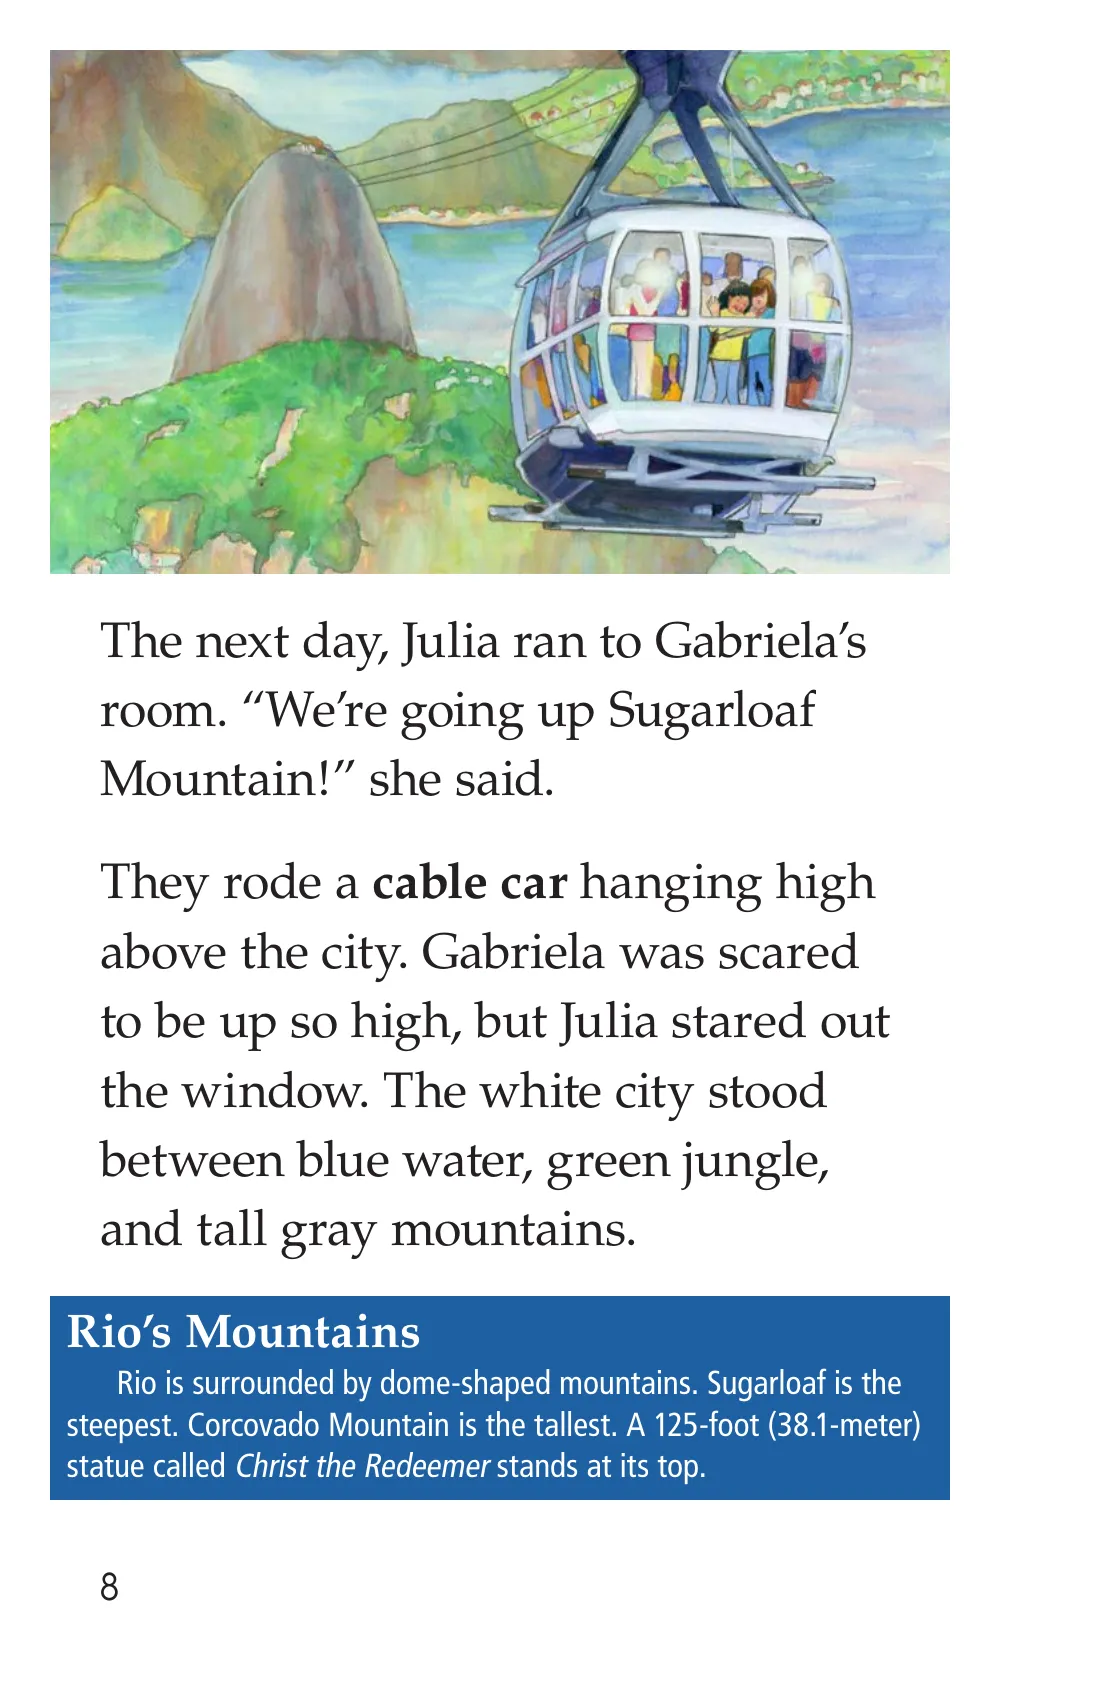 The next day, Julia ran to Gabriela’s
room. “We’re going up Sugarloaf
Mountain!” she said.
They rode a cable car hanging high
above the city. Gabriela was scared
to be up so high, but Julia stared out
the window. The white city stood
between blue water, green jungle,
and tall gray mountains.
Rio’s Mountains
Rio is surrounded by dome-shaped mountains. Sugarloaf is the
steepest. Corcovado Mountain is the tallest. A 125-foot (38.1-meter)
statue called Christ the Redeemer stands at its top.
8